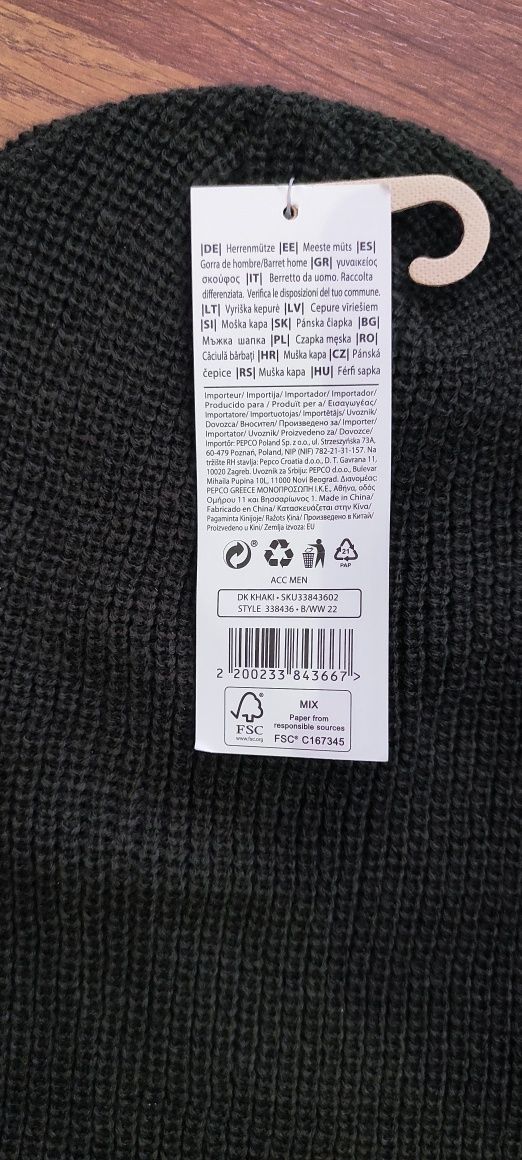 |DE| Herrenmütze |EE| Meeste müts |ES|
Gorra de hombre/Barret home |GR| γυναικείος
σκούφος |IT| Berretto da uomo. Raccolta
differenziata. Verifica le disposizioni del tuo commune.
|LT| Vyriška kepurė |LV| Cepure vīriešiem
|SI| Moška kapa |SK| Pánska čiapka |BG|
Мъжка шапка |PL| Czapka męska |RO|
Căciulă bărbați |HR| Muška kapa |CZ| Pánská
čepice |RS| Muška kapa |HU| Férfi sapka
Importeur/ Importija/ Importador/ Importador/
Producido para / Produït per a/ Εισαγωγέας/
Importatore/ Importuotojas/ Importētājs/ Uvoznik/
Dovozca/ Вносител/ Произведено за/ Importer/
Importator/ Uvoznik/ Proizvedeno za/ Dovozce/
Importőr: PEPCO Poland Sp. z o.o., ul. Strzeszyńska 73A,
60-479 Poznań, Poland, NIP (NIF) 782-21-31-157. Na
tržište RH stavlja: Pepco Croatia d.o.o., D. T. Gavrana 11,
10020 Zagreb. Uvoznik za Srbiju: PEPCO d.o.o., Bulevar
Mihaila Pupina 10L, 11000 Novi Beograd. Διανομέας:
PEPCO GREECE ΜΟΝΟΠΡΟΣΩΠΗ Ι.Κ.Ε., Αθήνα, οδός
Ομήρου 11 και Βησσαρίωνος 1. Made in China/
Fabricado en China/ Κατασκευάζεται στην Κίνα/
Pagaminta Kinijoje/ Ražots Ķīnā/ Произведено в Китай/
Proizvedeno u Kini/ Zemlja izvoza: EU
®
21
PAP
ACC MEN
DK KHAKI • SKU33843602
STYLE 338436 • B/WW 22
2 200233 843667 >
FSC
www.fsc.org
MIX
Paper from
responsible sources
FSC® C167345